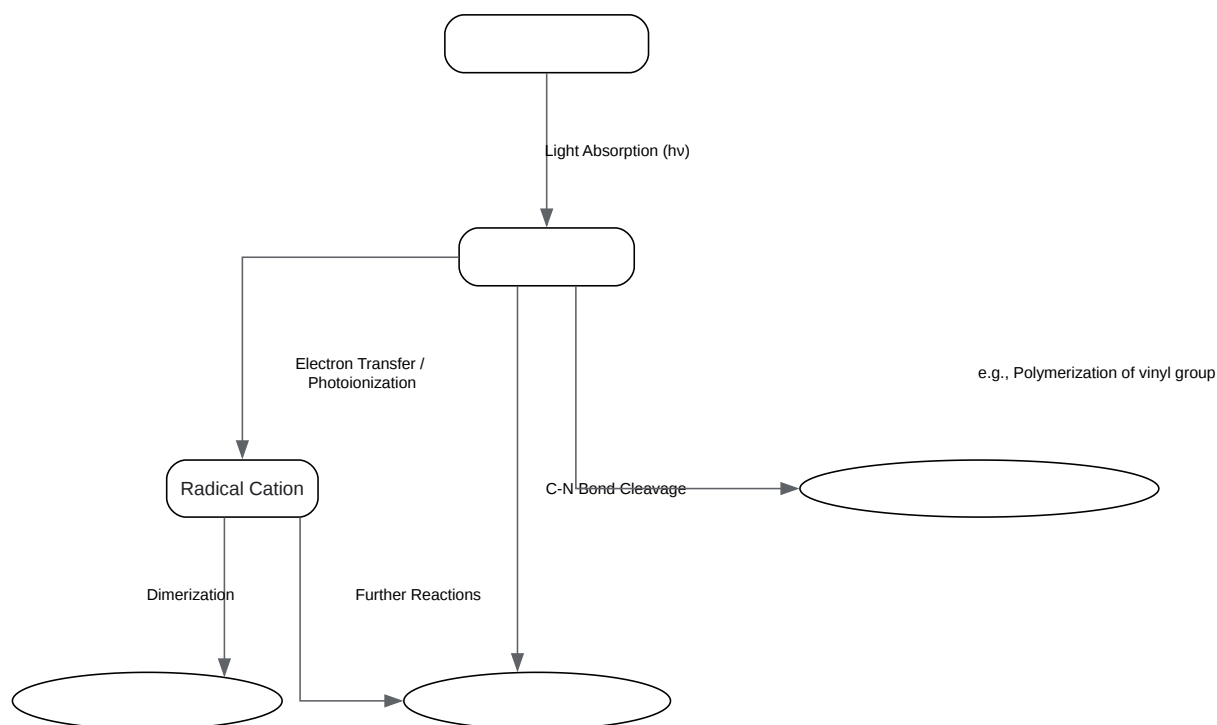 Light Absorption (hν)
Electron Transfer /
Photoionization
e.g., Polymerization of vinyl group
C-N Bond Cleavage
Radical Cation
Dimerization
Further Reactions